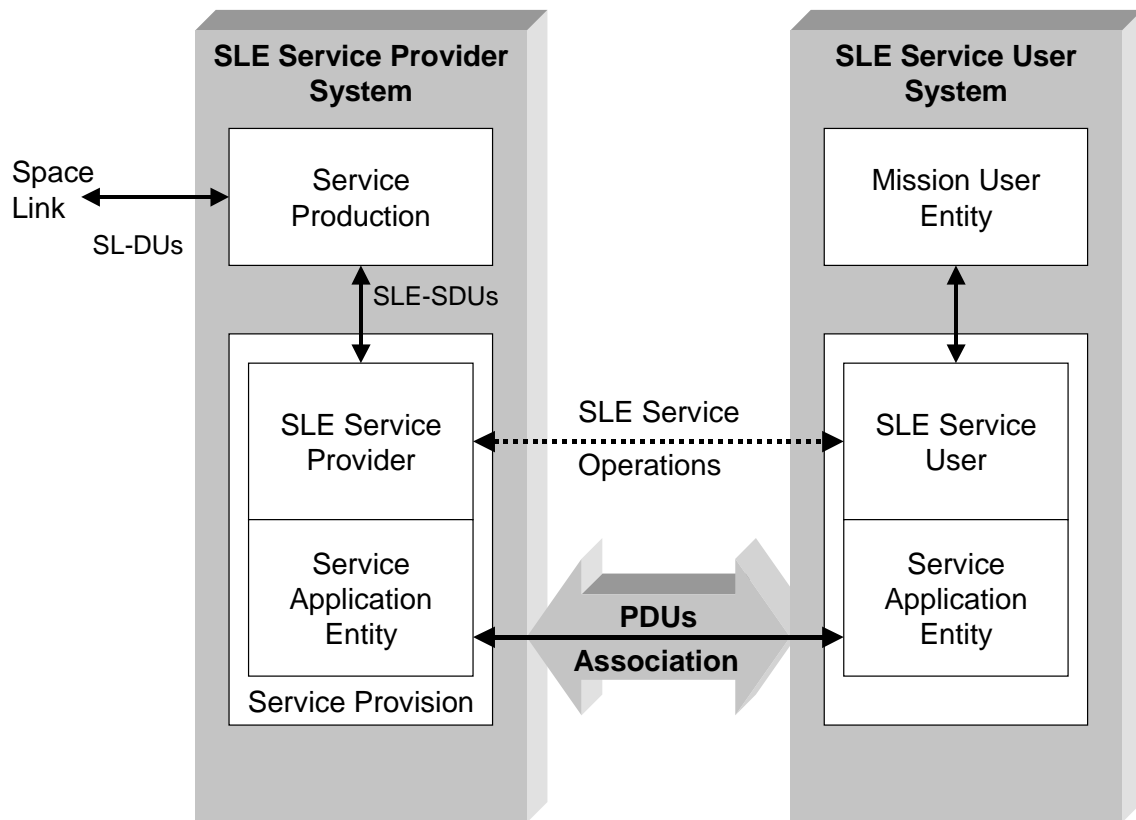 SLE Service Provider
System
SLE Service User
System
Space
Link
SL-DUs
Service
Production
Mission User
Entity
SLE-SDUs
SLE Service
Provider
SLE Service
Operations
SLE Service
User
Service
Application
Entity
PDUs
Association
Service
Application
Entity
Service Provision